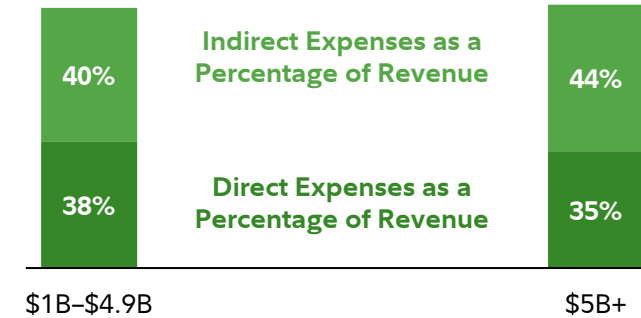 Indirect Expenses as a
Percentage of Revenue
40%
44%
Direct Expenses as a
Percentage of Revenue
38%
35%
$1B–$4.9B
$5B+